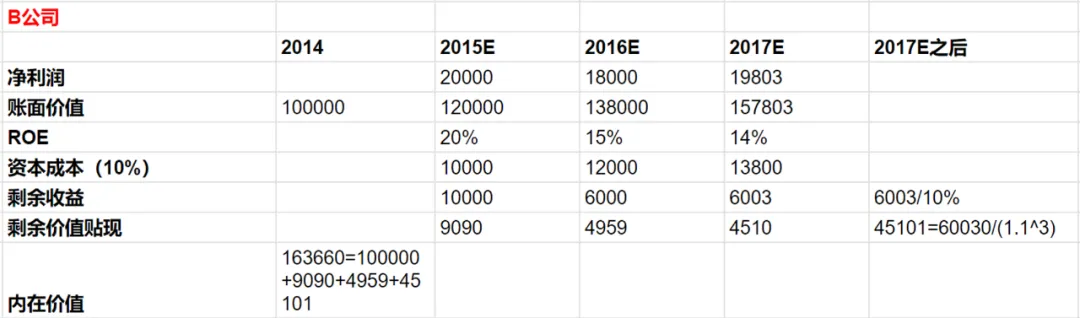 B公司
2014 2015E 2016E 2017E 2017E之后
净利润 20000 18000 19803
账面价值 100000 120000 138000 157803
ROE 20% 15% 14%
资本成本（10%） 10000 12000 13800
剩余收益 10000 6000 6003 6003/10%
剩余价值贴现 9090 4959 4510 45101=60030/(1.1^3)
163660=100000
+9090+4959+45
内在价值 101